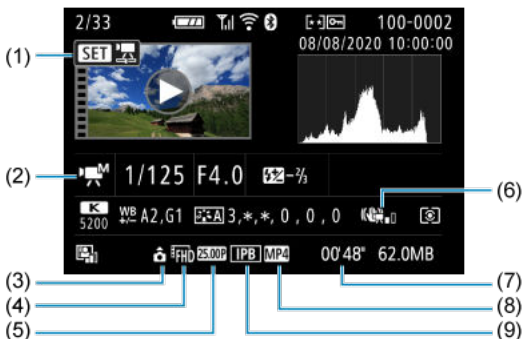 2/33 100-0002
08/08/2020 10:00:00
(1) SET
(2) M 1/125 F4.0 -2/3
(6)
K 5200 WB +/- A2,G1 A 3,*,*,0,0,0
(3) (4) FHD (5) 25.00P IPB MP4 00'48" 62.0MB (7)
(8)
(9)